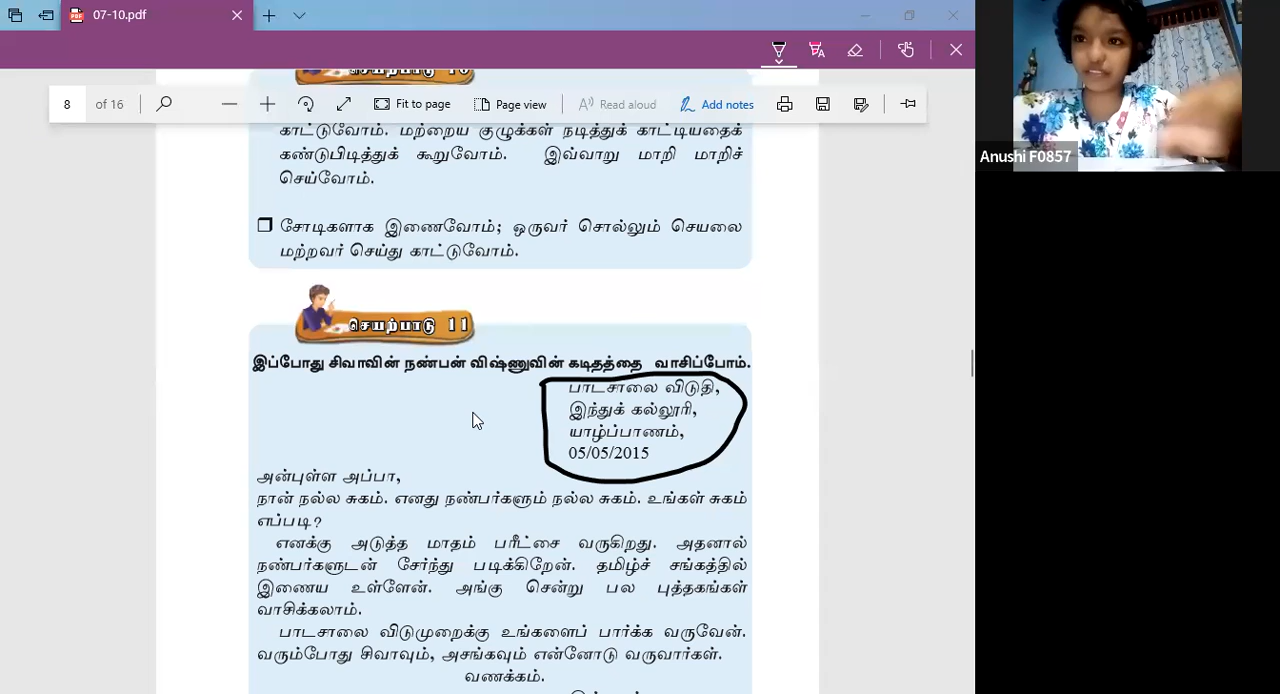 07-10.pdf
8 of 16 Fit to page Page view Read aloud Add notes
Anushi F0857
காட்டுவோம். மற்றைய குழுக்கள் நடித்துக் காட்டியதைக்
கண்டுபிடித்துக் கூறுவோம். இவ்வாறு மாறி மாறிச்
செய்வோம்.
சோடிகளாக இணைவோம்; ஒருவர் சொல்லும் செயலை
மற்றவர் செய்து காட்டுவோம்.
செயற்பாடு 11
இப்போது சிவாவின் நண்பன் விஷ்ணுவின் கடிதத்தை வாசிப்போம்.
பாடசாலை விடுதி,
இந்துக் கல்லூரி,
யாழ்ப்பாணம்,
05/05/2015
அன்புள்ள அப்பா,
நான் நல்ல சுகம். எனது நண்பர்களும் நல்ல சுகம். உங்கள் சுகம்
எப்படி?
எனக்கு அடுத்த மாதம் பரீட்சை வருகிறது. அதனால்
நண்பர்களுடன் சேர்ந்து படிக்கிறேன். தமிழ்ச் சங்கத்தில்
இணைய உள்ளேன். அங்கு சென்று பல புத்தகங்கள்
வாசிக்கலாம்.
பாடசாலை விடுமுறைக்கு உங்களைப் பார்க்க வருவேன்.
வரும்போது சிவாவும், அசங்கவும் என்னோடு வருவார்கள்.
வணக்கம்.